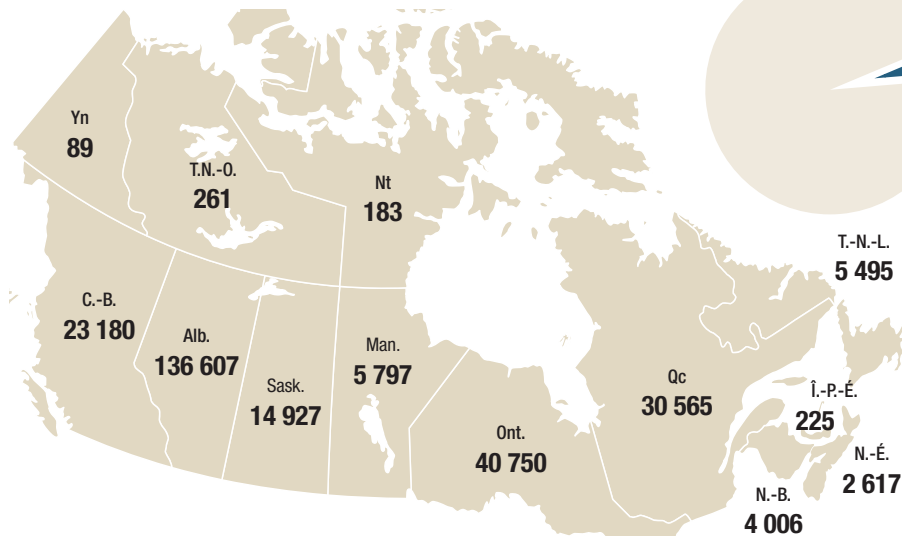 Yn
89
T.N.-O.
261
Nt
183
T.-N.-L.
5 495
C.-B.
23 180
Alb.
136 607
Sask.
14 927
Man.
5 797
Ont.
40 750
Qc
30 565
Î.-P.-É.
225
N.-É.
2 617
N.-B.
4 006